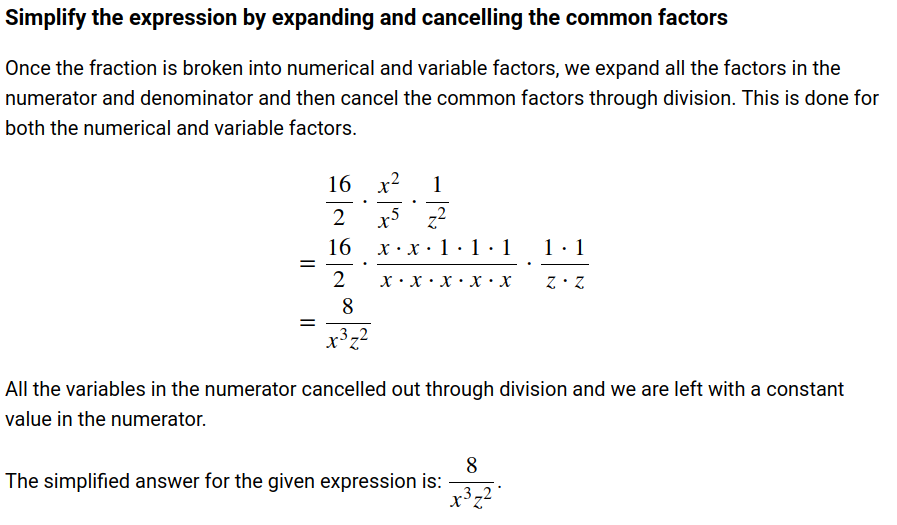 Simplify the expression by expanding and cancelling the common factors
Once the fraction is broken into numerical and variable factors, we expand all the factors in the
numerator and denominator and then cancel the common factors through division. This is done for
both the numerical and variable factors.
\frac{16}{2} \cdot \frac{x^2}{x^5} \cdot \frac{1}{z^2}
= \frac{16}{2} \cdot \frac{x \cdot x \cdot 1 \cdot 1 \cdot 1}{x \cdot x \cdot x \cdot x \cdot x} \cdot \frac{1 \cdot 1}{z \cdot z}
= \frac{8}{x^3 z^2}
All the variables in the numerator cancelled out through division and we are left with a constant
value in the numerator.
The simplified answer for the given expression is: \frac{8}{x^3 z^2}.